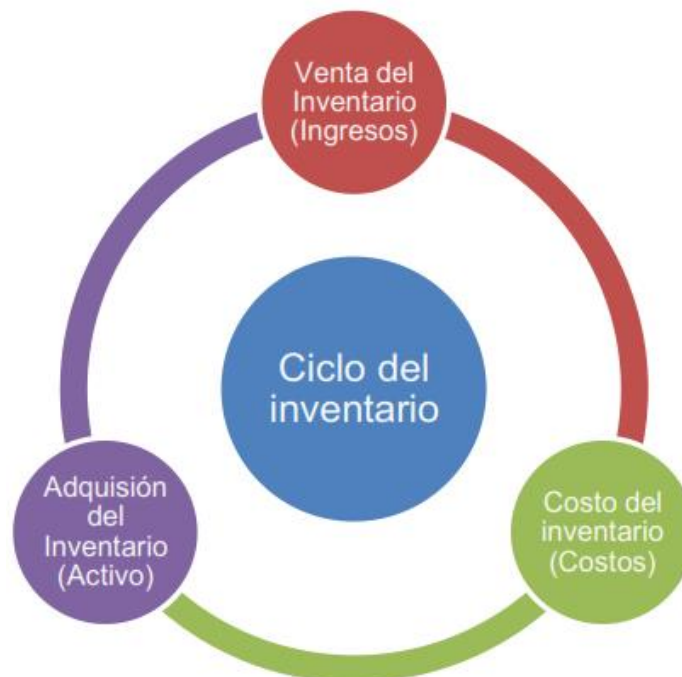 Venta del
Inventario
(Ingresos)
Ciclo del
inventario
Adquisión
del
Inventario
(Activo)
Costo del
inventario
(Costos)